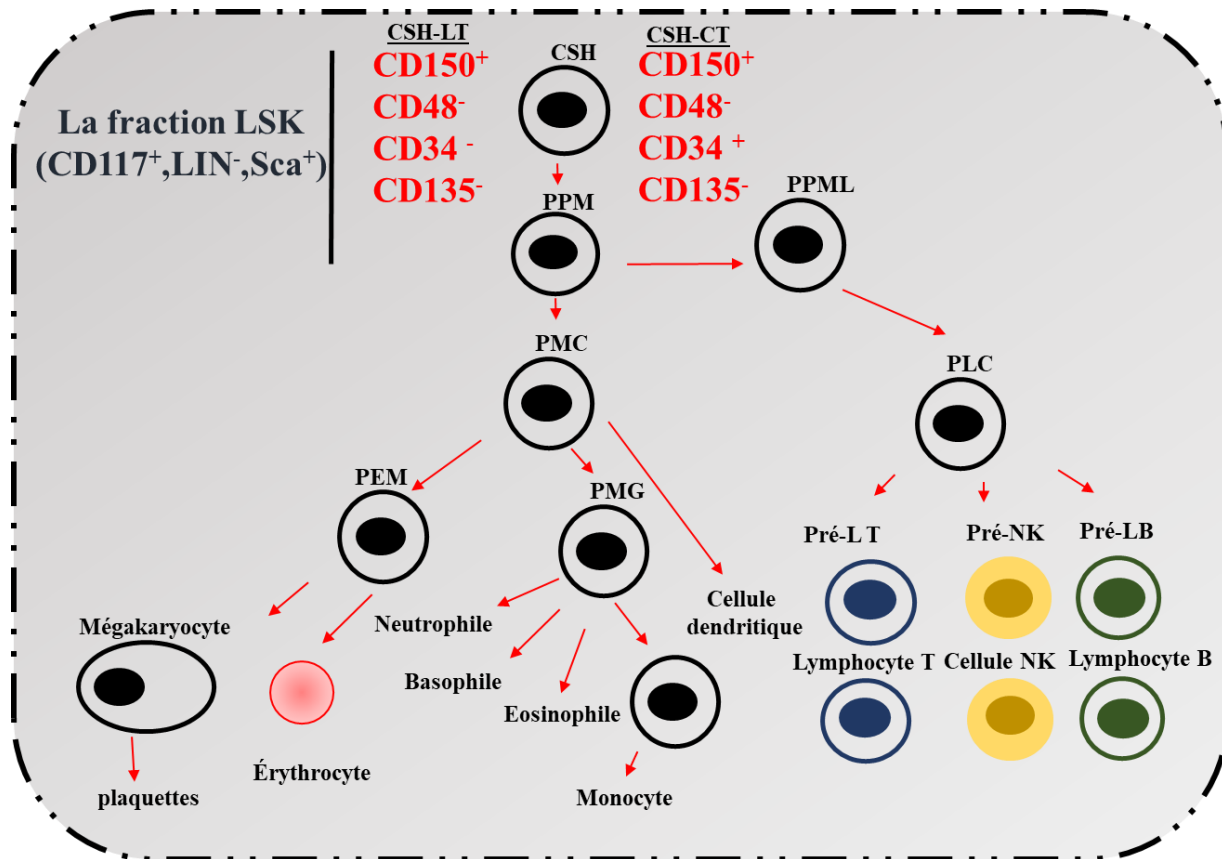 La fraction LSK
(CD117⁺,LIN⁻,Sca⁺)
CSH-LT
CD150⁺
CD48⁻
CD34 ⁻
CD135⁻
CSH
CSH-CT
CD150⁺
CD48⁻
CD34 ⁺
CD135⁻
PPM
PPML
PMC
PLC
PEM
PMG
Pré-L T
Pré-NK
Pré-LB
Mégakaryocyte
Neutrophile
Cellule
dendritique
Lymphocyte T
Cellule NK
Lymphocyte B
Basophile
Eosinophile
Érythrocyte
plaquettes
Monocyte